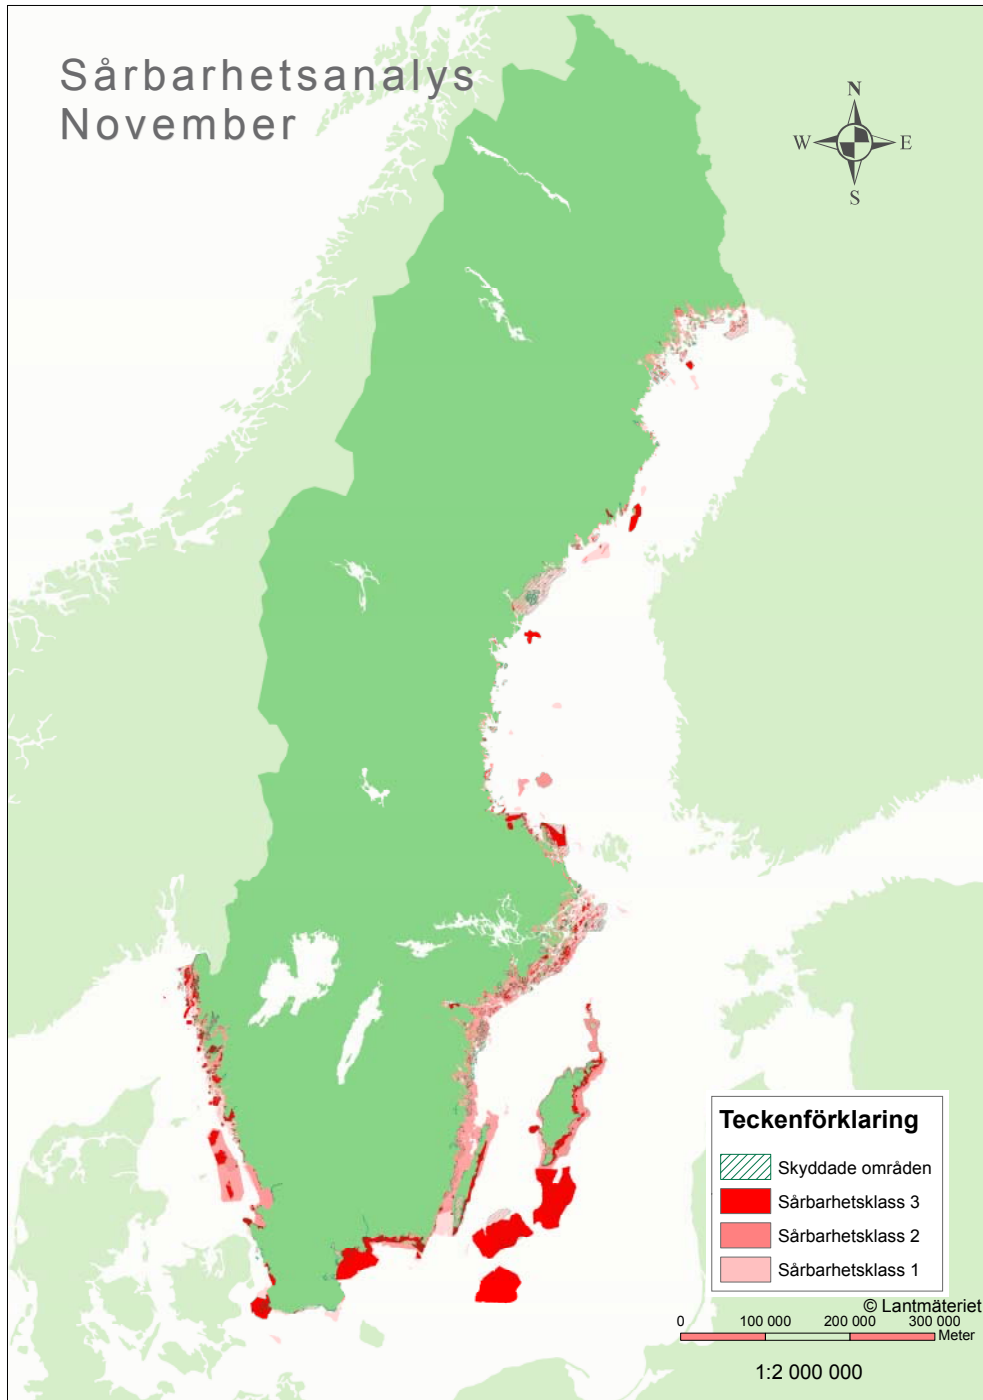 Sårbarhetsanalys
November
N
W E
S
Teckenförklaring
Skyddade områden
Sårbarhetsklass 3
Sårbarhetsklass 2
Sårbarhetsklass 1
© Lantmäteriet
0 100 000 200 000 300 000
Meter
1:2 000 000